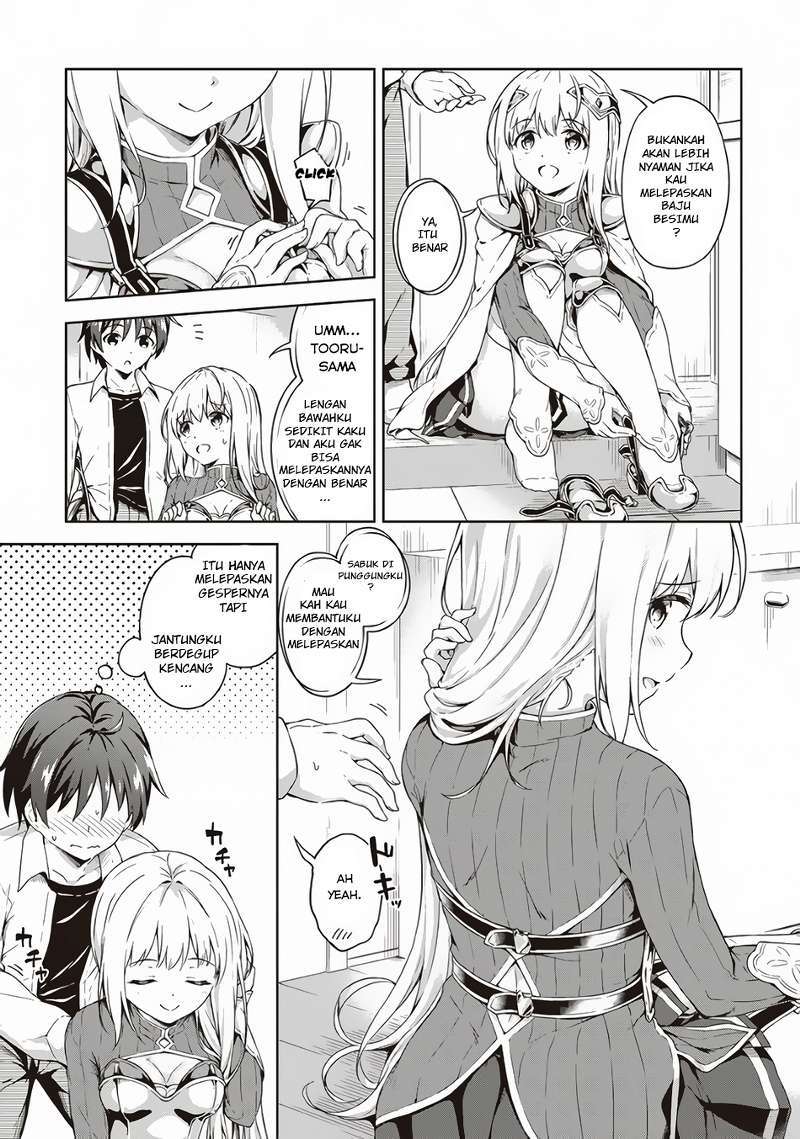 BUKANKAH
AKAN LEBIH
NYAMAN JIKA
KAU
MELEPASKAN
BAJU
BESIMU
?
YA,
ITU
BENAR
CLICK
UMM...
TOORU-
SAMA
LENGAN
BAWAHKU
SEDIKIT KAKU
DAN AKU GAK
BISA
MELEPASKANNYA
DENGAN BENAR
...
SABUK DI
PUNGGUNGKU
?
MAU
KAH KAU
MEMBANTUKU
DENGAN
MELEPASKAN
AH
YEAH.
ドーキッ
ITU HANYA
MELEPASKAN
GESPERNYA
TAPI
JANTUNGKU
BERDEGUP
KENCANG
...
カチャ
カチャ